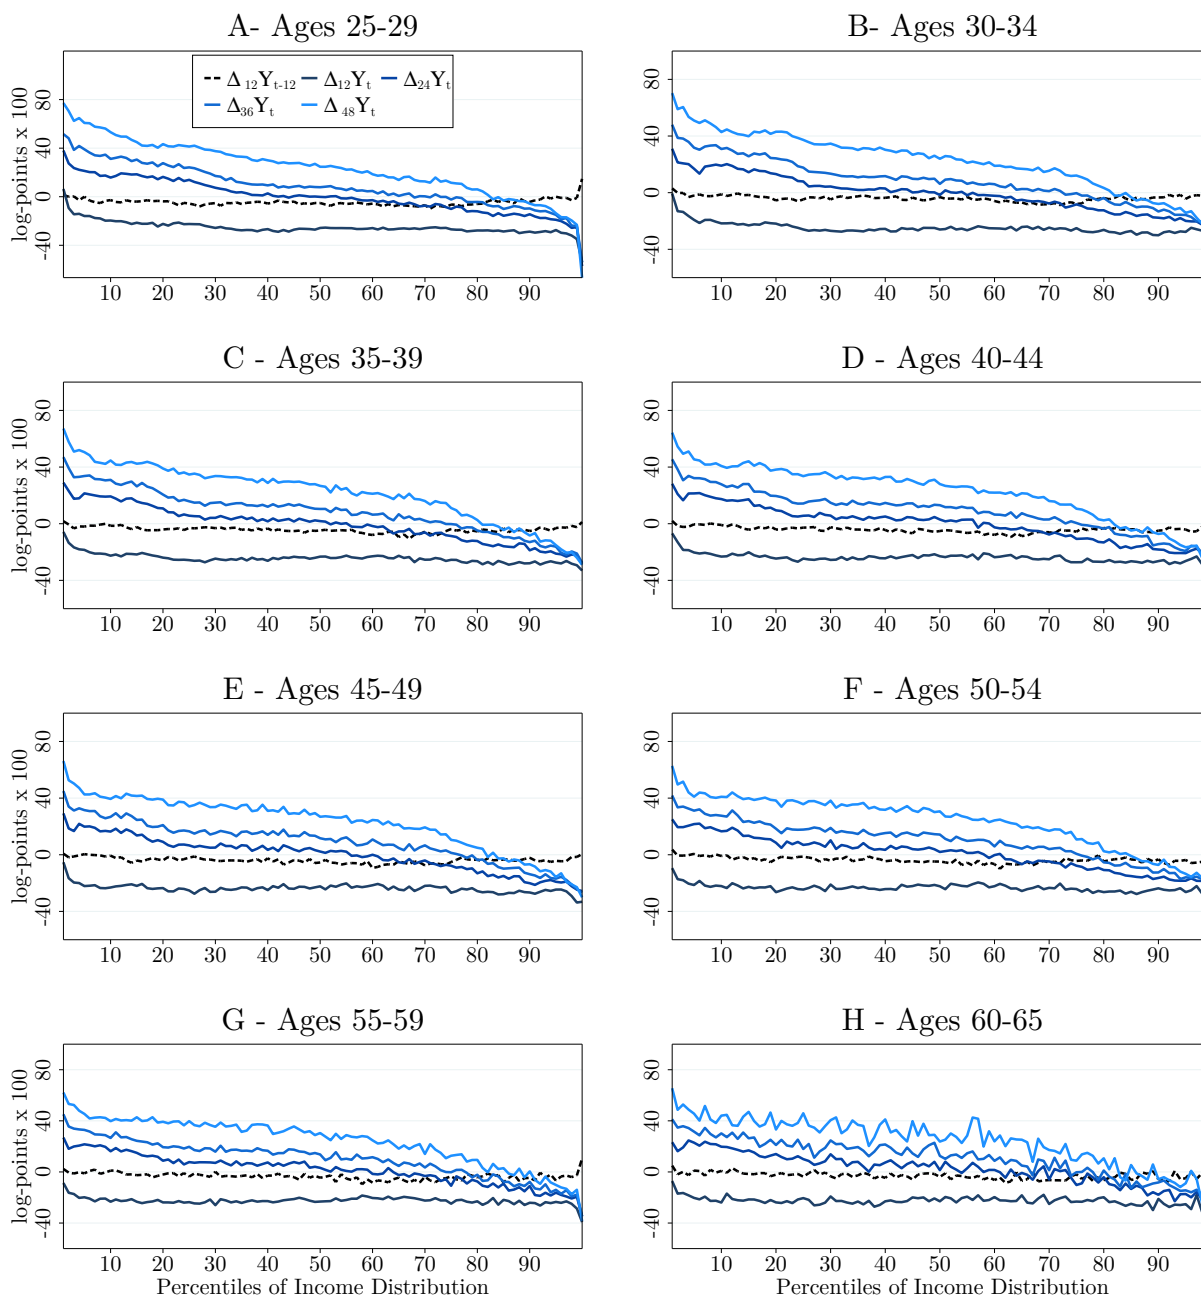 A- Ages 25-29
B- Ages 30-34
Δ₁₂Yₜ₋₁₂ Δ₁₂Yₜ Δ₂₄Yₜ
Δ₃₆Yₜ Δ₄₈Yₜ
log-points x 100
80
40
0
-40
10 20 30 40 50 60 70 80 90
80
40
0
-40
10 20 30 40 50 60 70 80 90
C - Ages 35-39
D - Ages 40-44
log-points x 100
80
40
0
-40
10 20 30 40 50 60 70 80 90
80
40
0
-40
10 20 30 40 50 60 70 80 90
E - Ages 45-49
F - Ages 50-54
log-points x 100
80
40
0
-40
10 20 30 40 50 60 70 80 90
80
40
0
-40
10 20 30 40 50 60 70 80 90
G - Ages 55-59
H - Ages 60-65
log-points x 100
80
40
0
-40
10 20 30 40 50 60 70 80 90
Percentiles of Income Distribution
80
40
0
-40
10 20 30 40 50 60 70 80 90
Percentiles of Income Distribution